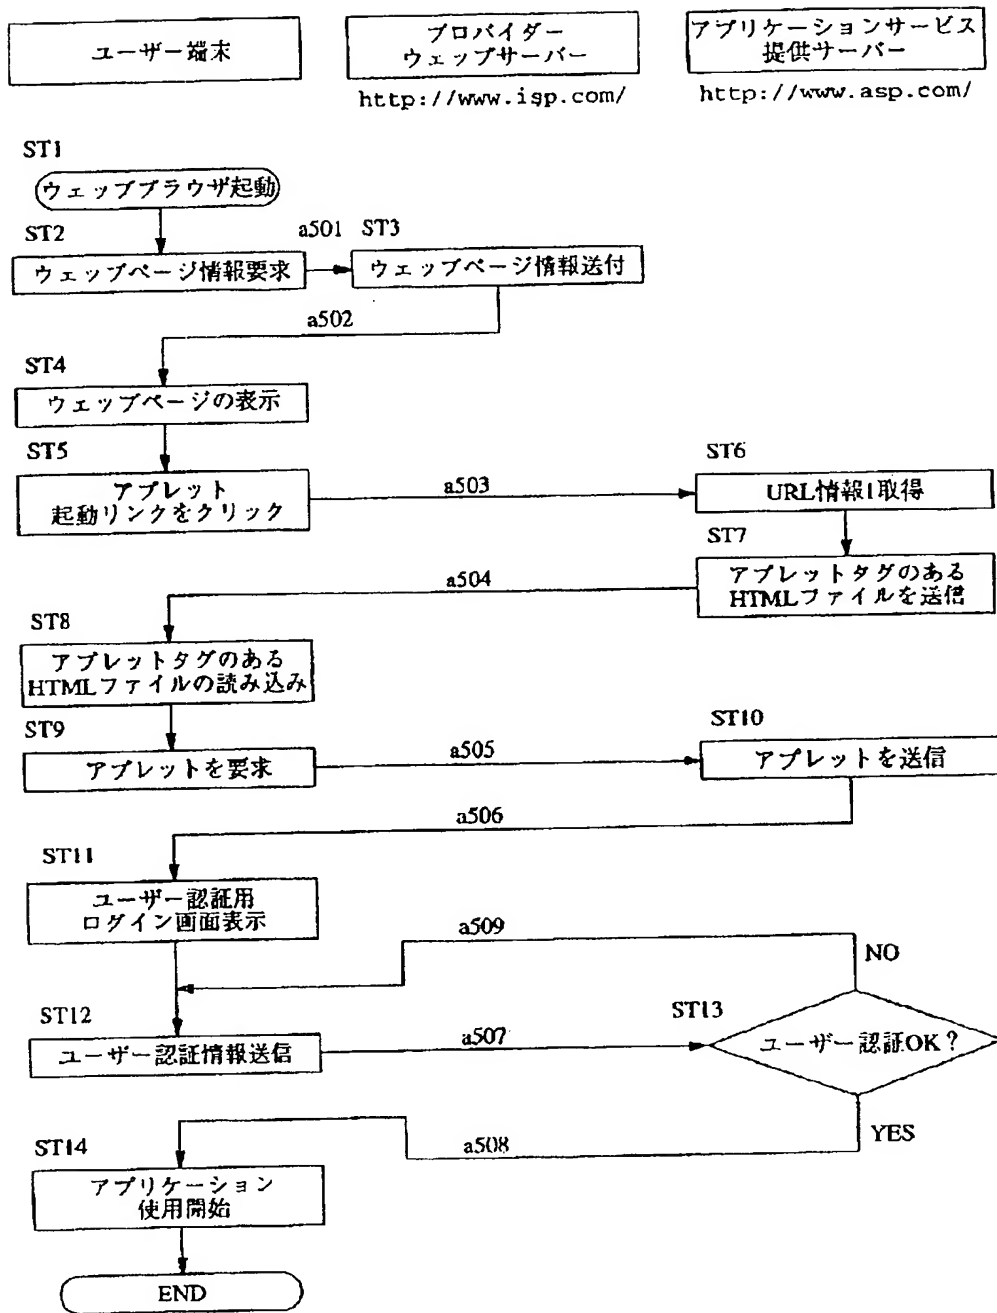 ユーザー端末
プロバイダー
ウェッブサーバー
http://www.isp.com/
アプリケーションサービス
提供サーバー
http://www.asp.com/
ST1
ウェッブブラウザ起動
ST2
ウェッブページ情報要求
a501
ST3
ウェッブページ情報送付
a502
ST4
ウェッブページの表示
ST5
アプレット
起動リンクをクリック
a503
ST6
URL情報1取得
ST7
アプレットタグのある
HTMLファイルを送信
a504
ST8
アプレットタグのある
HTMLファイルの読み込み
ST9
アプレットを要求
a505
ST10
アプレットを送信
a506
ST11
ユーザー認証用
ログイン画面表示
a509
NO
ST12
ユーザー認証情報送信
a507
ST13
ユーザー認証OK?
YES
a508
ST14
アプリケーション
使用開始
END